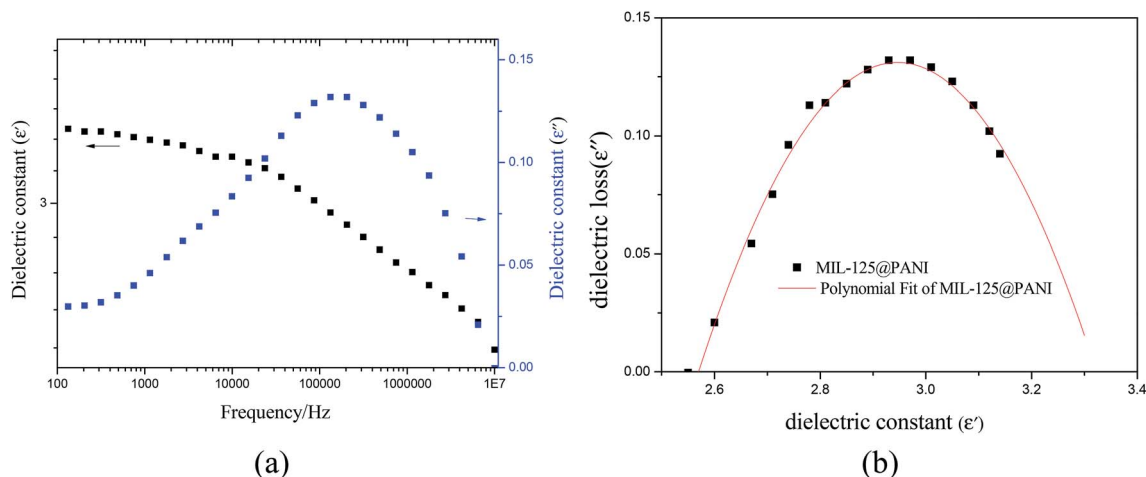 Dielectric constant (ε′)
3
100
1000
10000
100000
1000000
1E7
Frequency/Hz
0.15
0.10
0.05
0.00
Dielectric constant (ε″)
(a)
dielectric loss(ε″)
0.15
0.10
0.05
0.00
MIL-125@PANI
Polynomial Fit of MIL-125@PANI
2.6
2.8
3.0
3.2
3.4
dielectric constant (ε′)
(b)